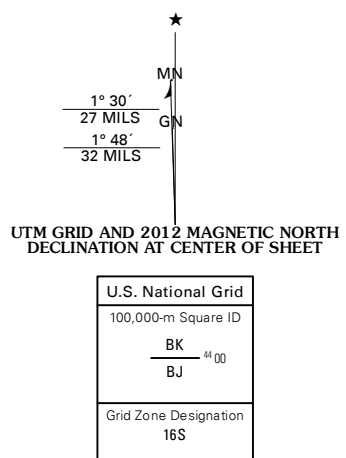 ★
MN
1° 30´
27 MILS
GN
1° 48´
32 MILS
UTM GRID AND 2012 MAGNETIC NORTH
DECLINATION AT CENTER OF SHEET
U.S. National Grid
100,000-m Square ID
BK
44 00
BJ
Grid Zone Designation
16S